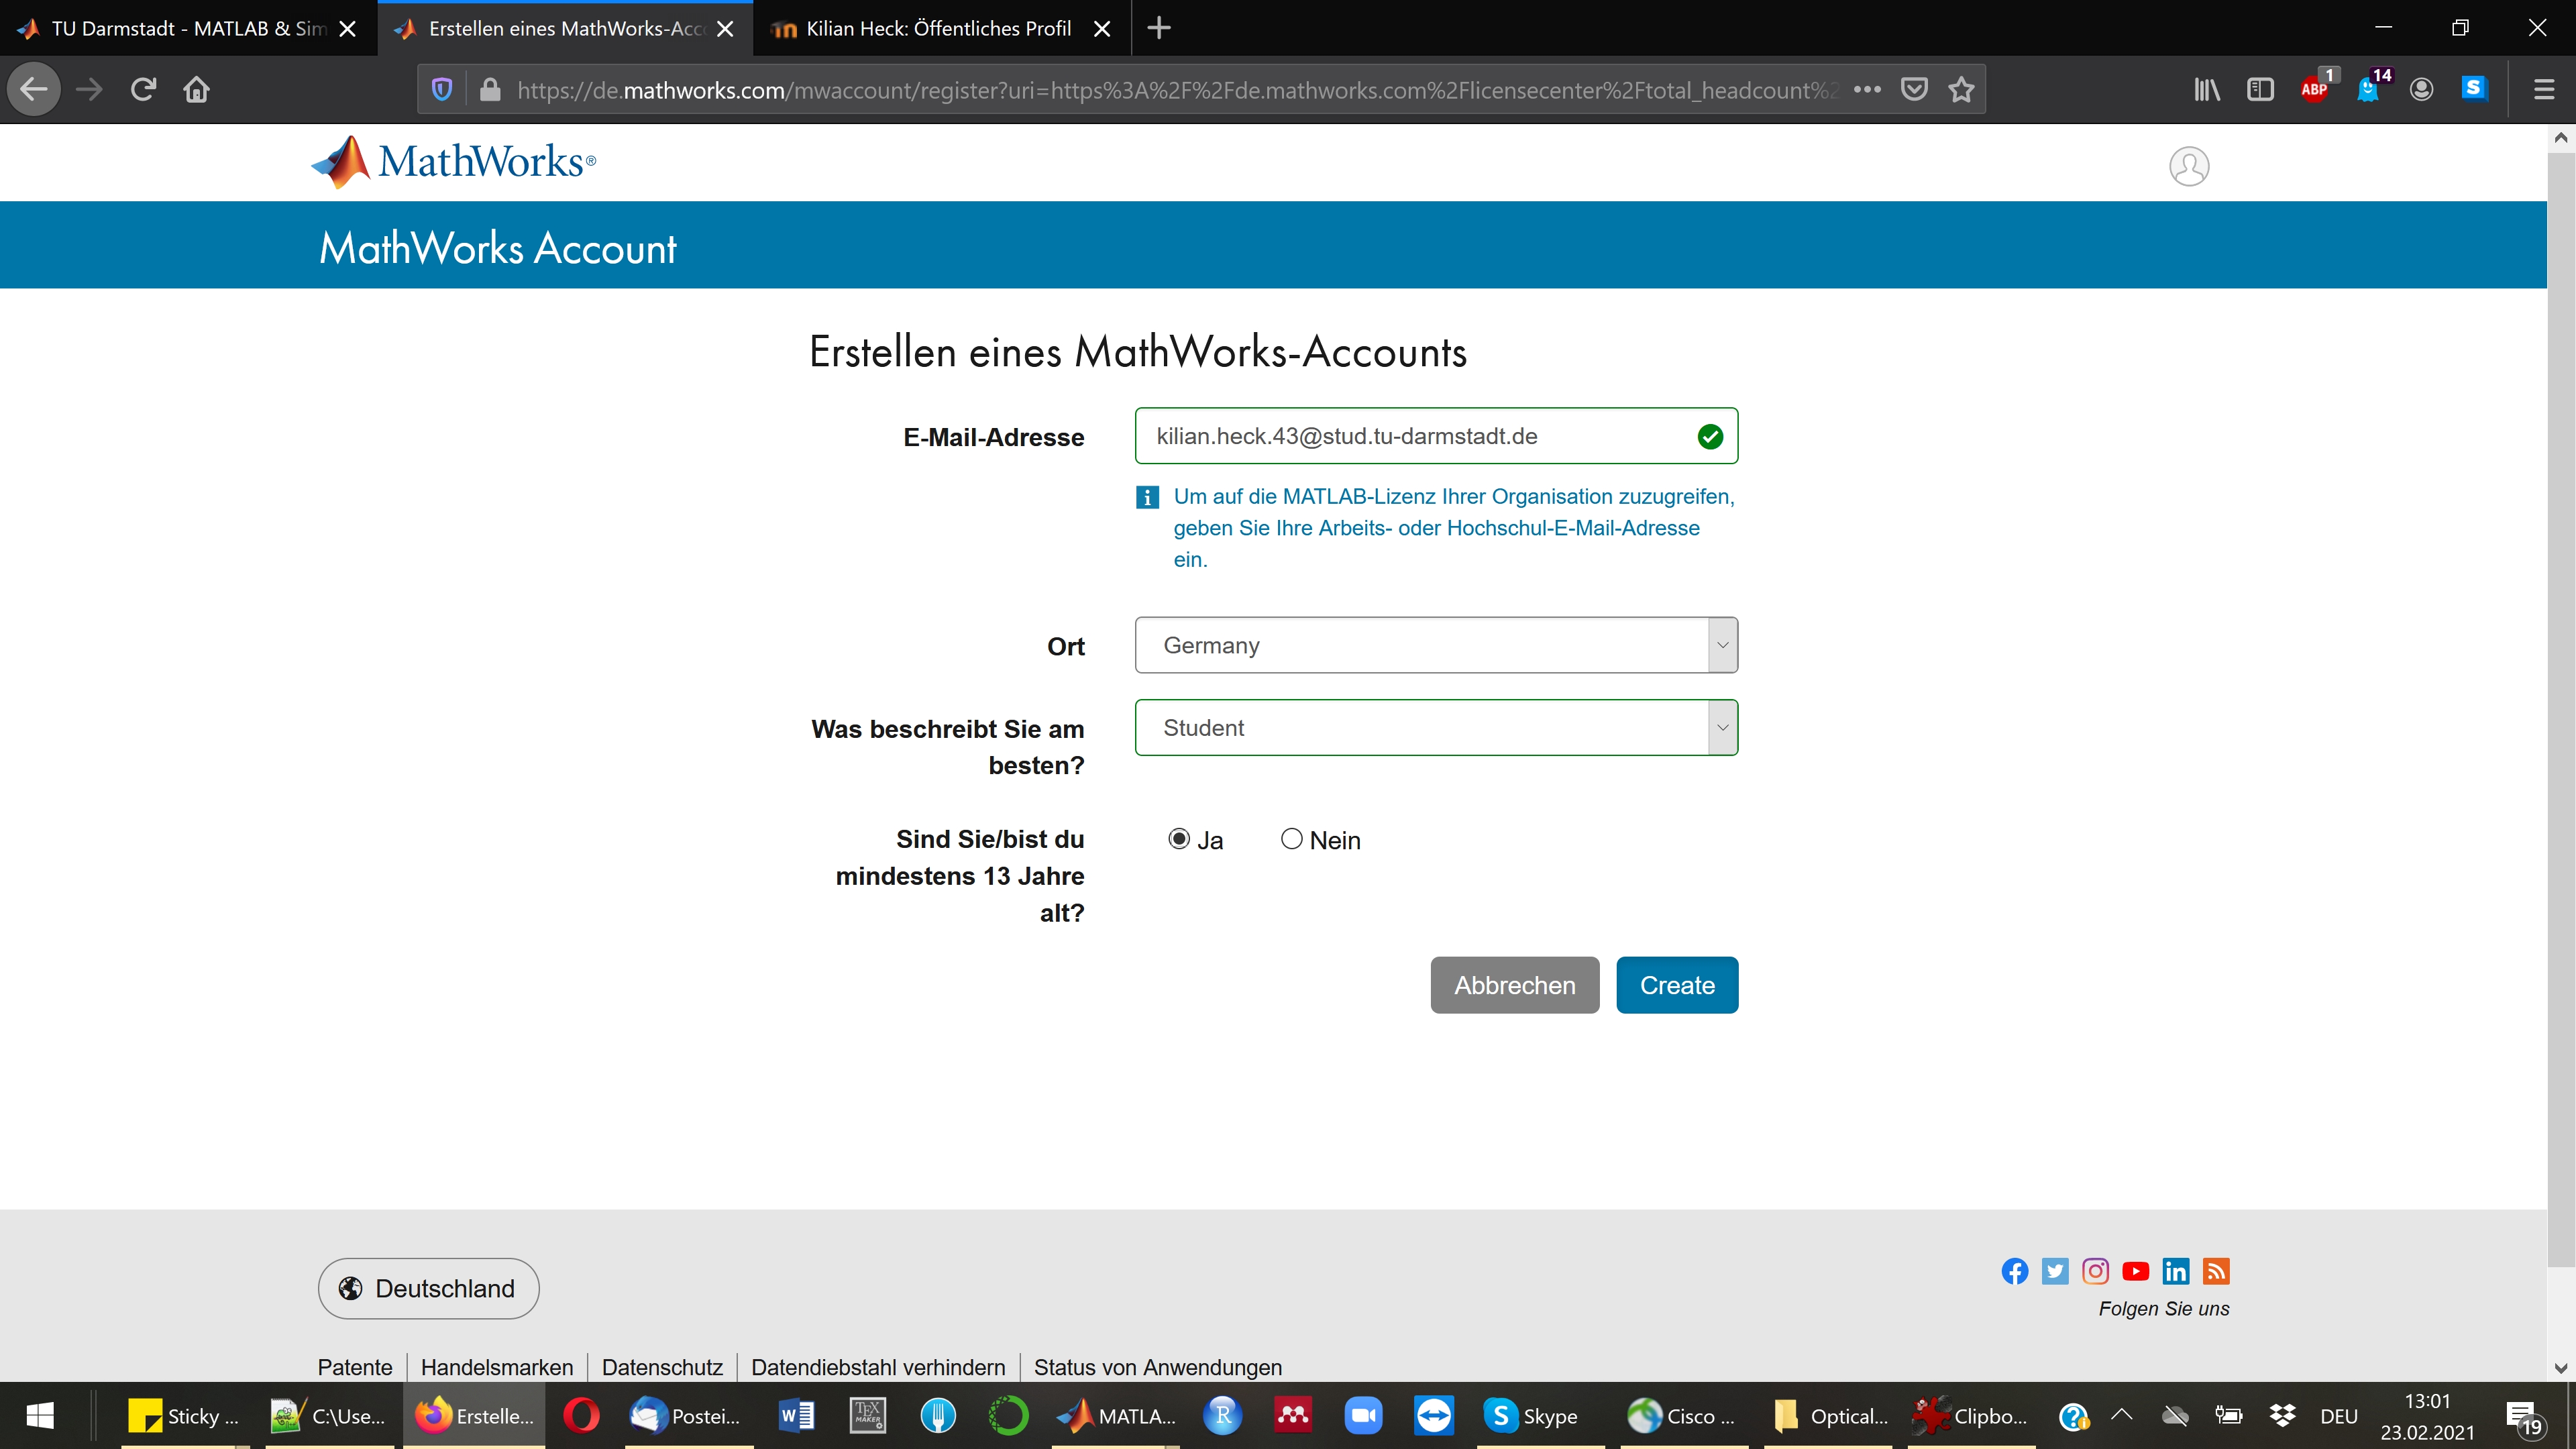 TU Darmstadt - MATLAB & Sim
Erstellen eines MathWorks-Acc
Kilian Heck: Öffentliches Profil
https://de.mathworks.com/mwaccount/register?uri=https%3A%2F%2Fde.mathworks.com%2Flicensecenter%2Ftotal_headcount%2
ABP
1
14
S
MathWorks®
MathWorks Account
Erstellen eines MathWorks-Accounts
E-Mail-Adresse
kilian.heck.43@stud.tu-darmstadt.de
Um auf die MATLAB-Lizenz Ihrer Organisation zuzugreifen,
geben Sie Ihre Arbeits- oder Hochschul-E-Mail-Adresse
ein.
Ort
Germany
Was beschreibt Sie am
besten?
Student
Sind Sie/bist du
mindestens 13 Jahre
alt?
Ja
Nein
Abbrechen
Create
Deutschland
Folgen Sie uns
Patente
Handelsmarken
Datenschutz
Datendiebstahl verhindern
Status von Anwendungen
Sticky ...
C:\Use...
Erstelle...
Postei...
TEX
MAKER
MATLA...
R
Skype
Cisco ...
Optical...
Clipbo...
DEU
13:01
23.02.2021
19